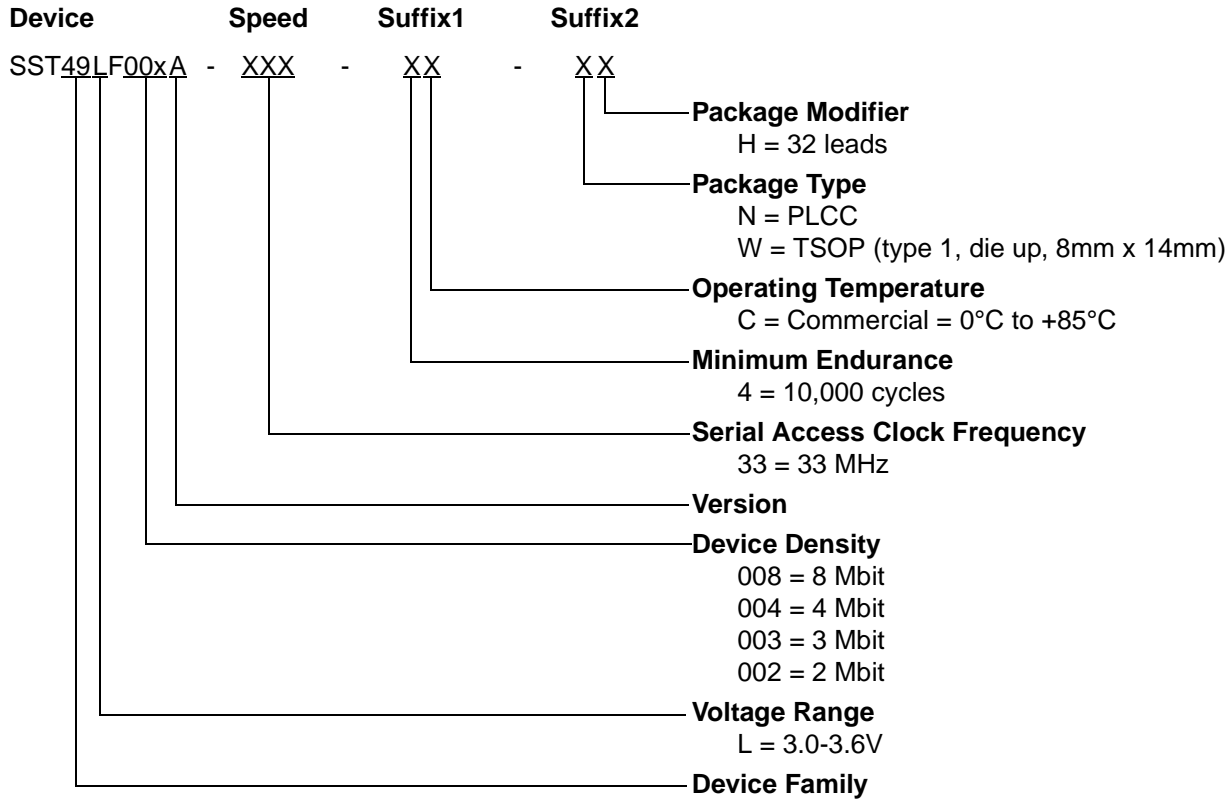 Device Speed Suffix1 Suffix2
SST49LF00xA - XXX - XX - XX
Package Modifier
H = 32 leads
Package Type
N = PLCC
W = TSOP (type 1, die up, 8mm x 14mm)
Operating Temperature
C = Commercial = 0°C to +85°C
Minimum Endurance
4 = 10,000 cycles
Serial Access Clock Frequency
33 = 33 MHz
Version
Device Density
008 = 8 Mbit
004 = 4 Mbit
003 = 3 Mbit
002 = 2 Mbit
Voltage Range
L = 3.0-3.6V
Device Family